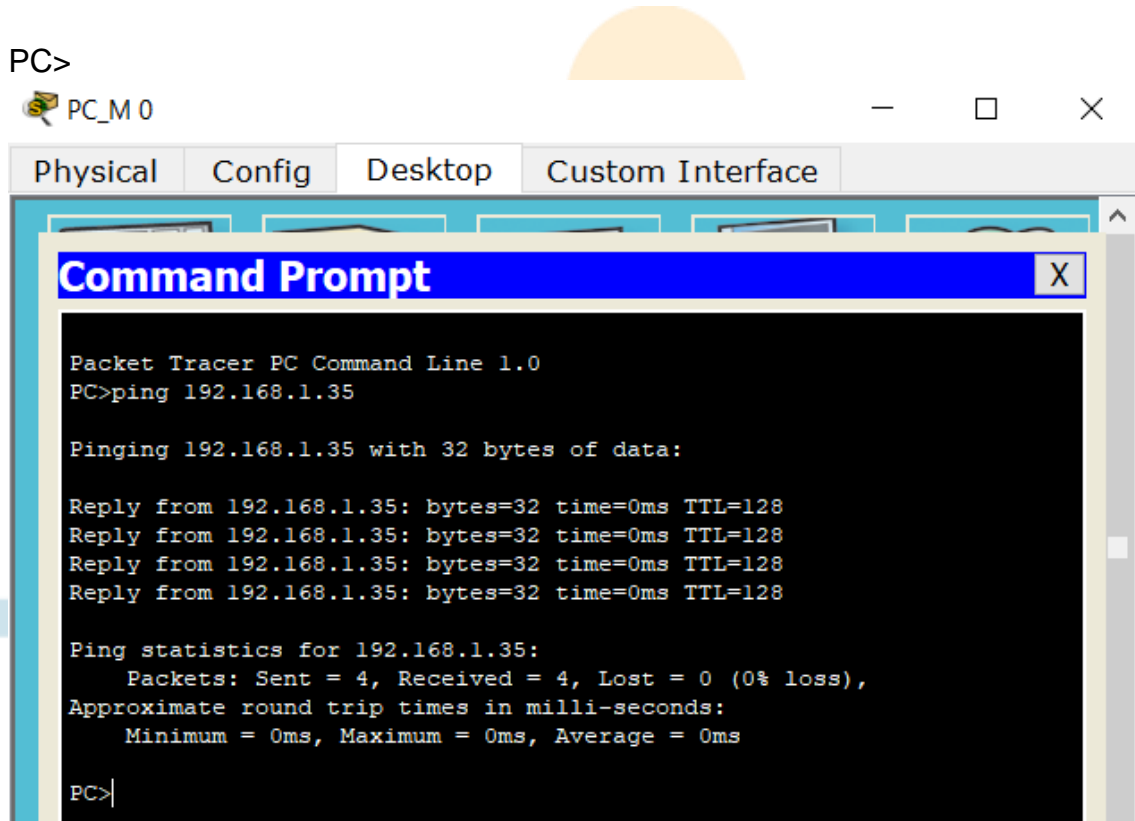 PC>
PC_M 0
Physical Config Desktop Custom Interface
Command Prompt X
Packet Tracer PC Command Line 1.0
PC>ping 192.168.1.35
Pinging 192.168.1.35 with 32 bytes of data:
Reply from 192.168.1.35: bytes=32 time=0ms TTL=128
Reply from 192.168.1.35: bytes=32 time=0ms TTL=128
Reply from 192.168.1.35: bytes=32 time=0ms TTL=128
Reply from 192.168.1.35: bytes=32 time=0ms TTL=128
Ping statistics for 192.168.1.35:
Packets: Sent = 4, Received = 4, Lost = 0 (0% loss),
Approximate round trip times in milli-seconds:
Minimum = 0ms, Maximum = 0ms, Average = 0ms
PC>